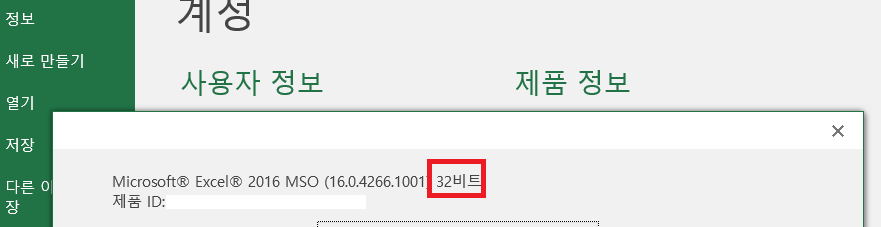 계정
정보
새로 만들기
열기
저장
다른 이
장
사용자 정보
제품 정보
Microsoft® Excel® 2016 MSO (16.0.4266.1001) 32비트
제품 ID: